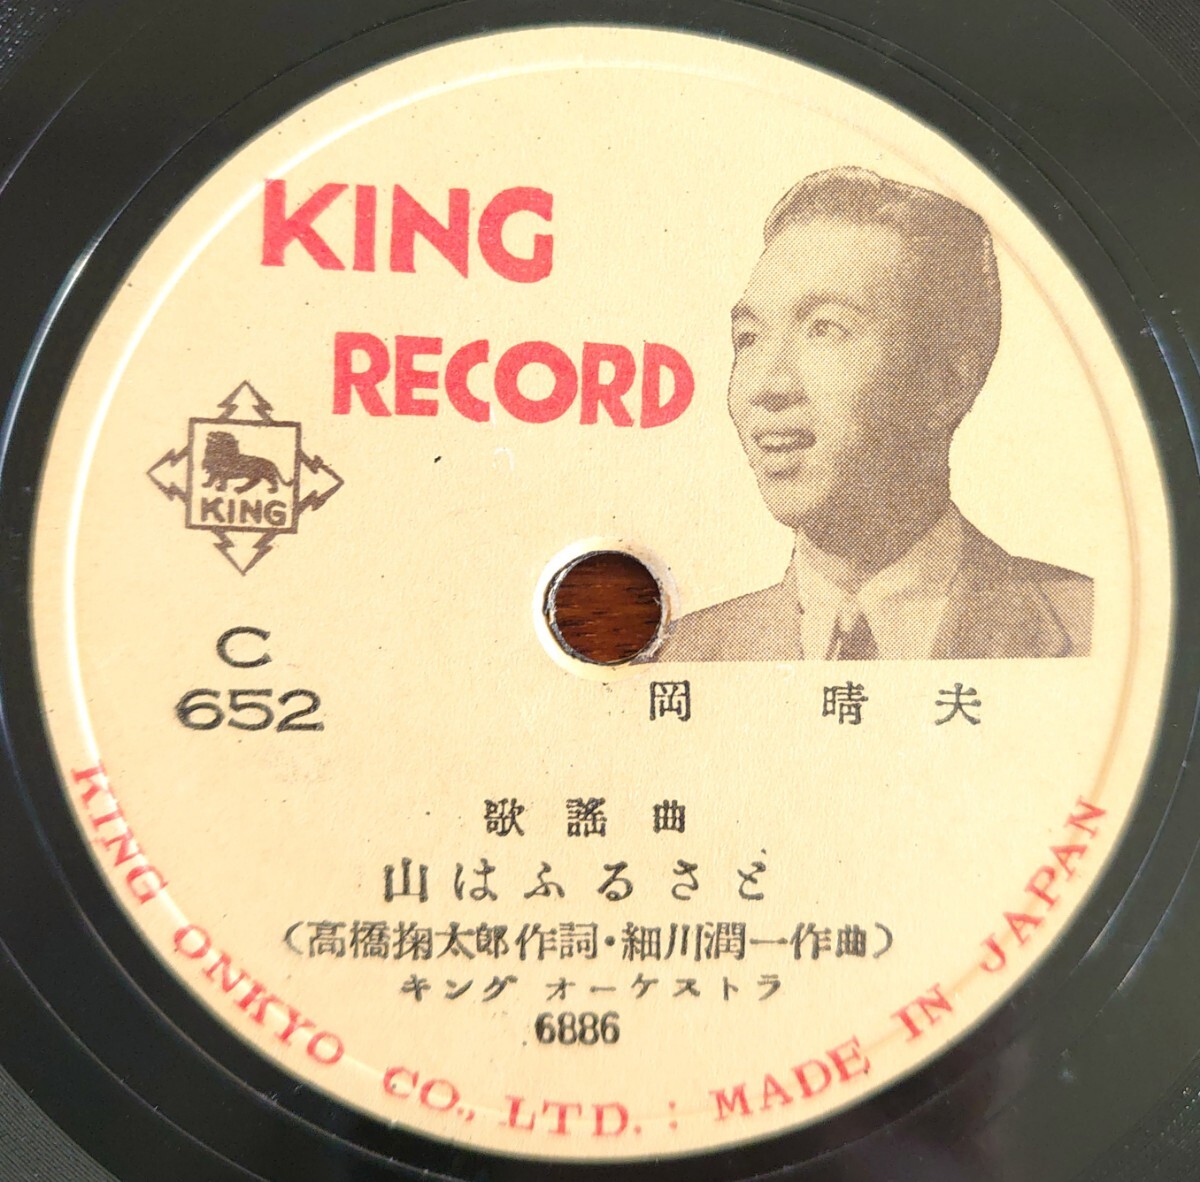 KING
RECORD
KING
C
652
岡 晴 夫
歌 謠 曲
山はふるさと
（高橋掬太郎作詞・細川潤一作曲）
キング オーケストラ
6886
KING ONKYO CO., LTD. : MADE IN JAPAN